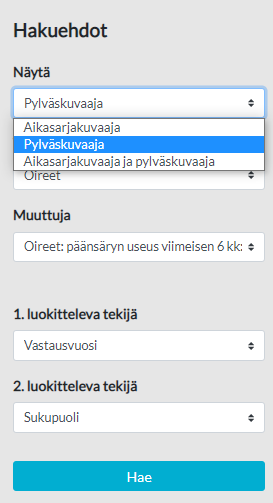 Hakuehdot
Näytä
Pylväskuvaaja
Aikasarjakuvaaja
Pylväskuvaaja
Aikasarjakuvaaja ja pylväskuvaaja
Oireet
Muuttuja
Oireet: päänsäryn useus viimeisen 6 kk:
1. luokitteleva tekijä
Vastausvuosi
2. luokitteleva tekijä
Sukupuoli
Hae